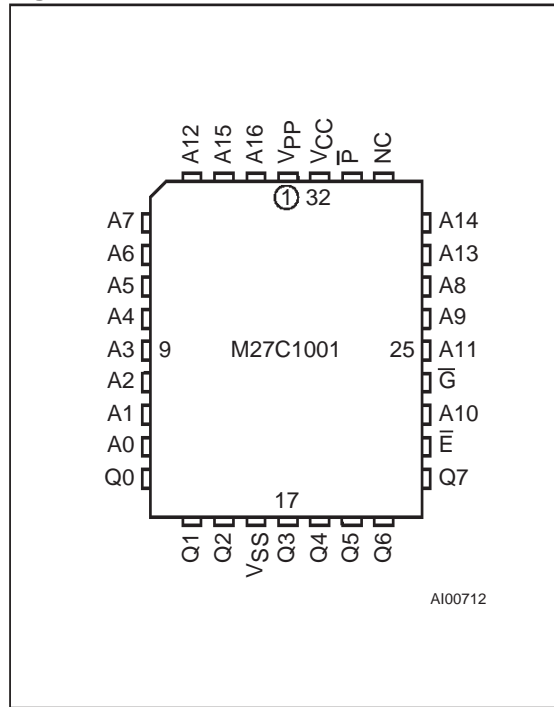 A12 A15 A16 VPP VCC P̅ NC
① 32
A7
A6
A5
A4
A3
A2
A1
A0
Q0
9 M27C1001 25
A14
A13
A8
A9
A11
G̅
A10
E̅
Q7
17
Q1 Q2 VSS Q3 Q4 Q5 Q6
AI00712